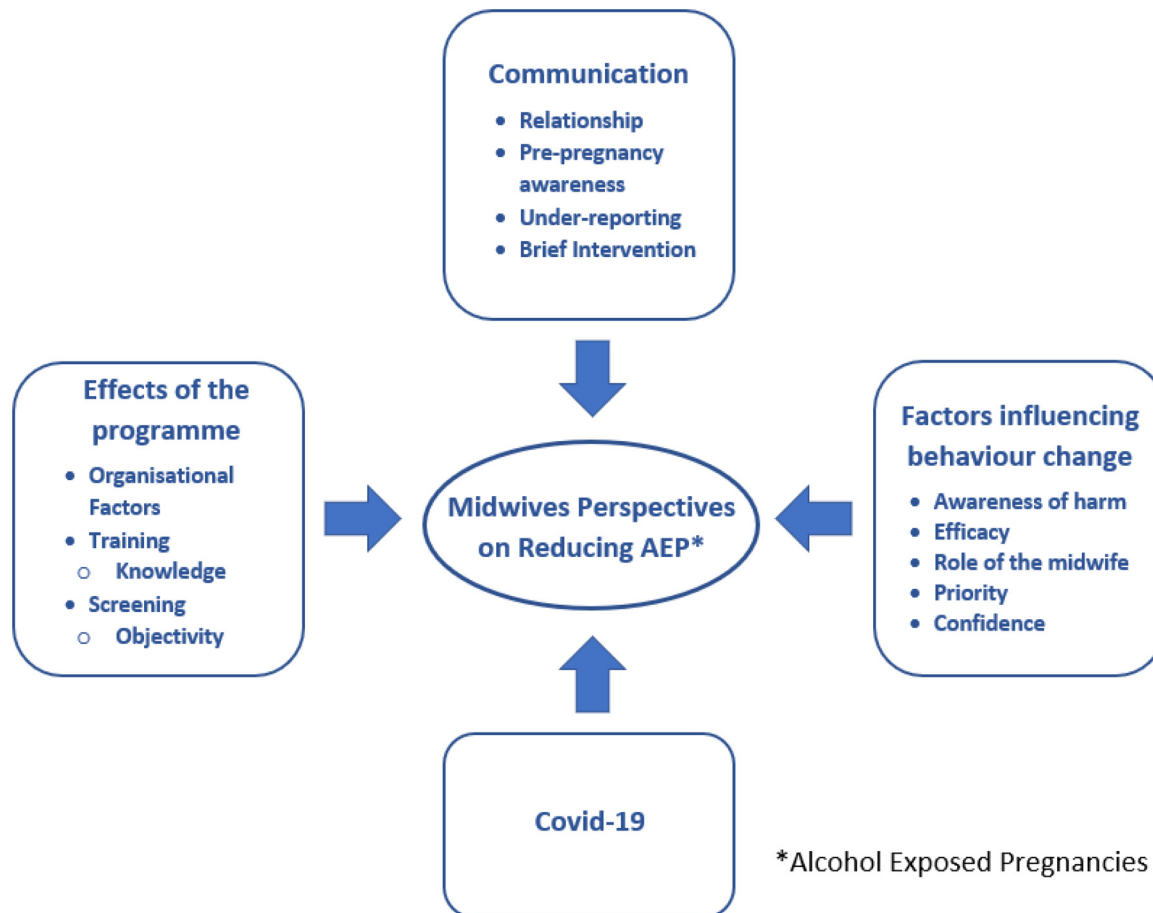 Communication
• Relationship
• Pre-pregnancy
awareness
• Under-reporting
• Brief Intervention
Effects of the
programme
• Organisational
Factors
• Training
o Knowledge
• Screening
o Objectivity
Midwives Perspectives
on Reducing AEP*
Factors influencing
behaviour change
• Awareness of harm
• Efficacy
• Role of the midwife
• Priority
• Confidence
Covid-19
*Alcohol Exposed Pregnancies